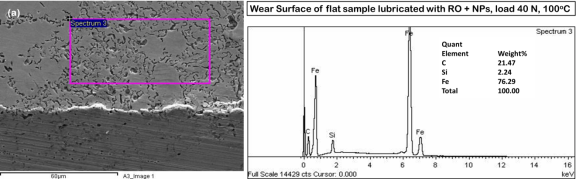 (a)
Spectrum 3
60µm
A3_Image 1
Wear Surface of flat sample lubricated with RO + NPs, load 40 N, 100ºC
Spectrum 3
Quant
Element Weight%
C 21.47
Si 2.24
Fe 76.29
Total 100.00
Fe
C
Si
Fe
Fe
0 2 4 6 8 10 12 14 16
Full Scale 14429 cts Cursor: 0.000 keV